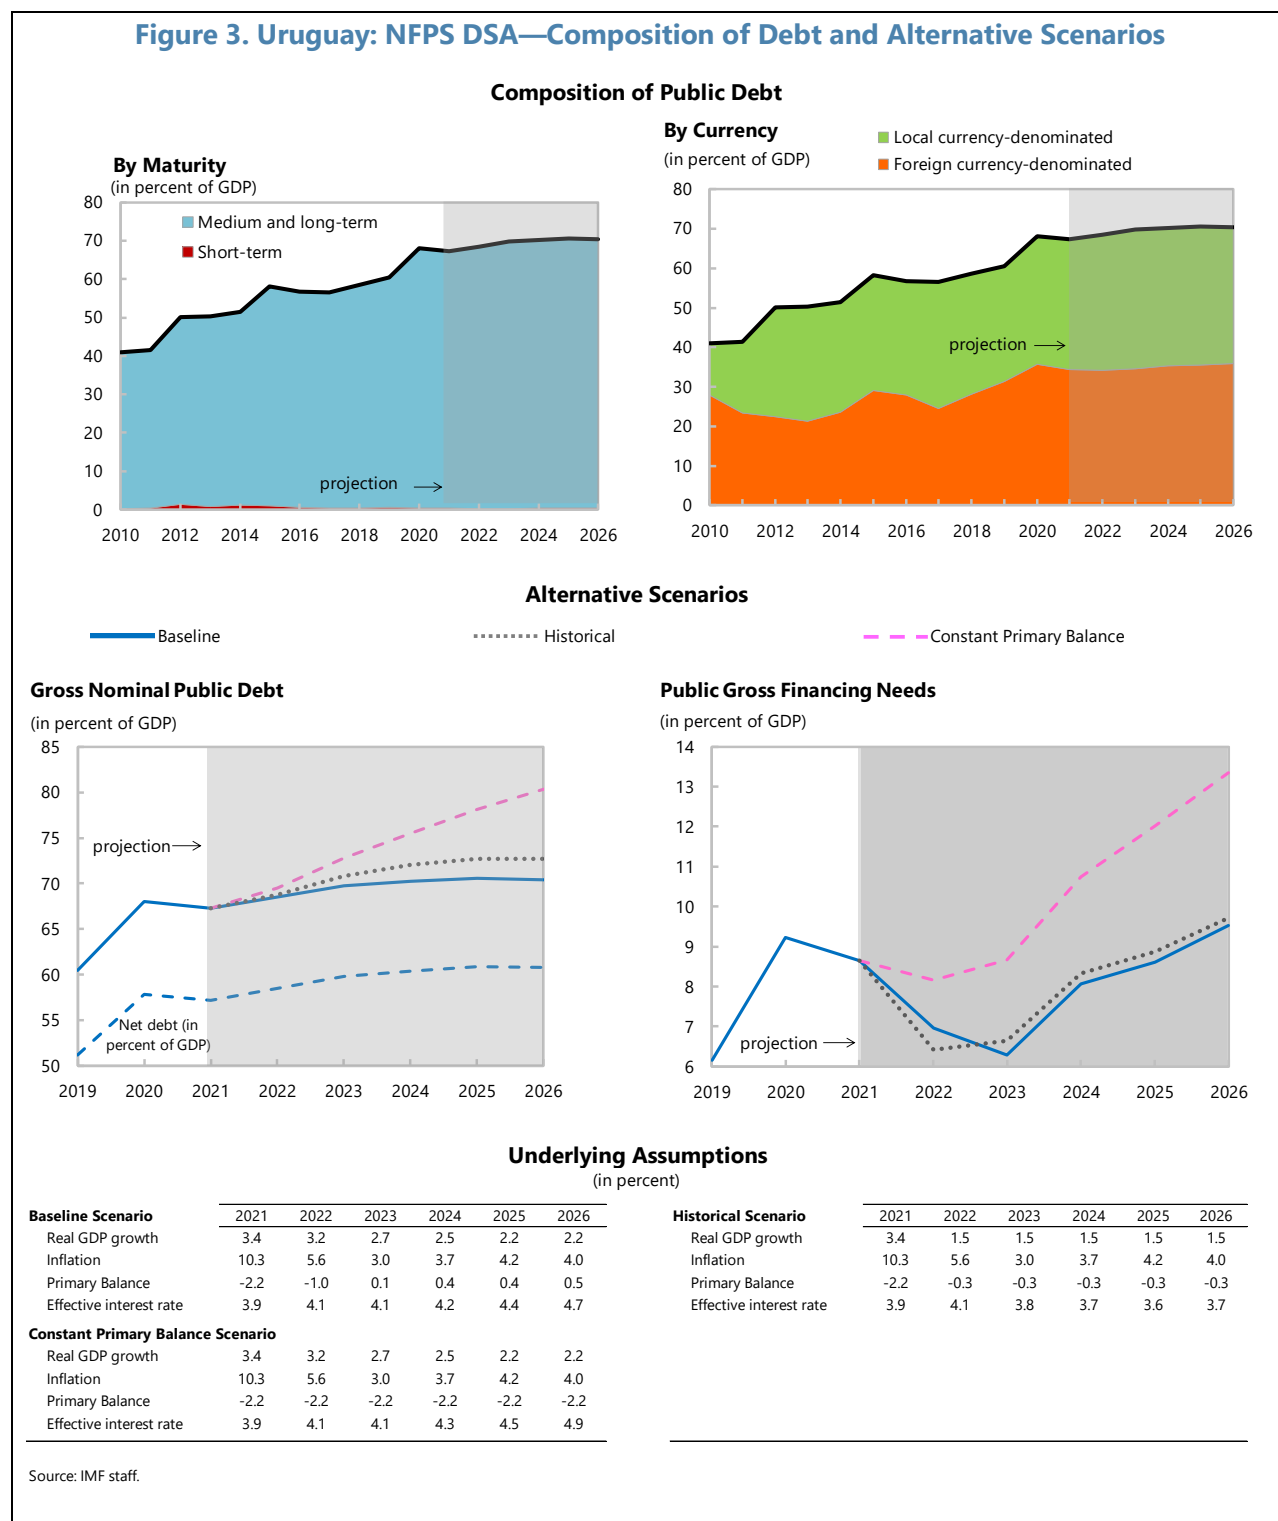 Figure 3. Uruguay: NFPS DSA—Composition of Debt and Alternative Scenarios
Composition of Public Debt
By Maturity
(in percent of GDP)
80
70
60
50
40
30
20
10
0
Medium and long-term
Short-term
projection
2010 2012 2014 2016 2018 2020 2022 2024 2026
By Currency
(in percent of GDP)
Local currency-denominated
Foreign currency-denominated
80
70
60
50
40
30
20
10
0
projection
2010 2012 2014 2016 2018 2020 2022 2024 2026
Alternative Scenarios
Baseline Historical Constant Primary Balance
Gross Nominal Public Debt
(in percent of GDP)
85
80
75
70
65
60
55
50
projection
Net debt (in
percent of GDP)
2019 2020 2021 2022 2023 2024 2025 2026
Public Gross Financing Needs
(in percent of GDP)
14
13
12
11
10
9
8
7
6
projection
2019 2020 2021 2022 2023 2024 2025 2026
Underlying Assumptions
(in percent)
Baseline Scenario 2021 2022 2023 2024 2025 2026
Real GDP growth 3.4 3.2 2.7 2.5 2.2 2.2
Inflation 10.3 5.6 3.0 3.7 4.2 4.0
Primary Balance -2.2 -1.0 0.1 0.4 0.4 0.5
Effective interest rate 3.9 4.1 4.1 4.2 4.4 4.7
Constant Primary Balance Scenario
Real GDP growth 3.4 3.2 2.7 2.5 2.2 2.2
Inflation 10.3 5.6 3.0 3.7 4.2 4.0
Primary Balance -2.2 -2.2 -2.2 -2.2 -2.2 -2.2
Effective interest rate 3.9 4.1 4.1 4.3 4.5 4.9
Historical Scenario 2021 2022 2023 2024 2025 2026
Real GDP growth 3.4 1.5 1.5 1.5 1.5 1.5
Inflation 10.3 5.6 3.0 3.7 4.2 4.0
Primary Balance -2.2 -0.3 -0.3 -0.3 -0.3 -0.3
Effective interest rate 3.9 4.1 3.8 3.7 3.6 3.7
Source: IMF staff.